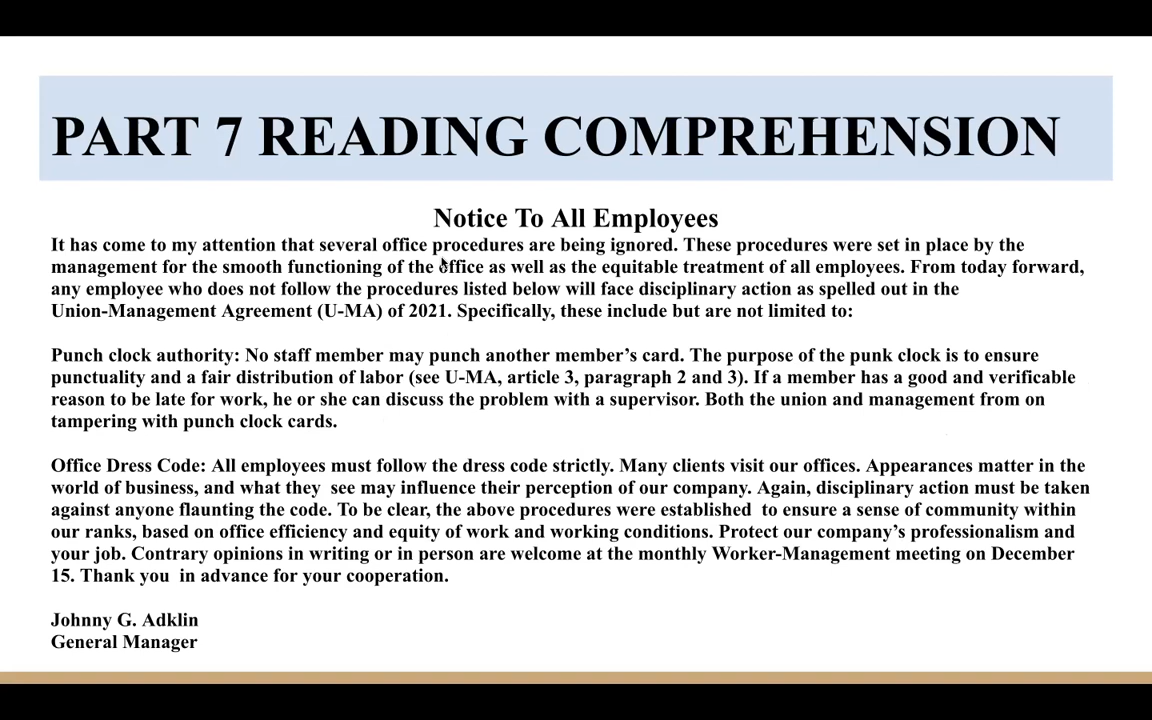 PART 7 READING COMPREHENSION
Notice To All Employees
It has come to my attention that several office procedures are being ignored. These procedures were set in place by the
management for the smooth functioning of the office as well as the equitable treatment of all employees. From today forward,
any employee who does not follow the procedures listed below will face disciplinary action as spelled out in the
Union-Management Agreement (U-MA) of 2021. Specifically, these include but are not limited to:
Punch clock authority: No staff member may punch another member's card. The purpose of the punk clock is to ensure
punctuality and a fair distribution of labor (see U-MA, article 3, paragraph 2 and 3). If a member has a good and verifiable
reason to be late for work, he or she can discuss the problem with a supervisor. Both the union and management from on
tampering with punch clock cards.
Office Dress Code: All employees must follow the dress code strictly. Many clients visit our offices. Appearances matter in the
world of business, and what they see may influence their perception of our company. Again, disciplinary action must be taken
against anyone flaunting the code. To be clear, the above procedures were established to ensure a sense of community within
our ranks, based on office efficiency and equity of work and working conditions. Protect our company's professionalism and
your job. Contrary opinions in writing or in person are welcome at the monthly Worker-Management meeting on December
15. Thank you in advance for your cooperation.
Johnny G. Adklin
General Manager